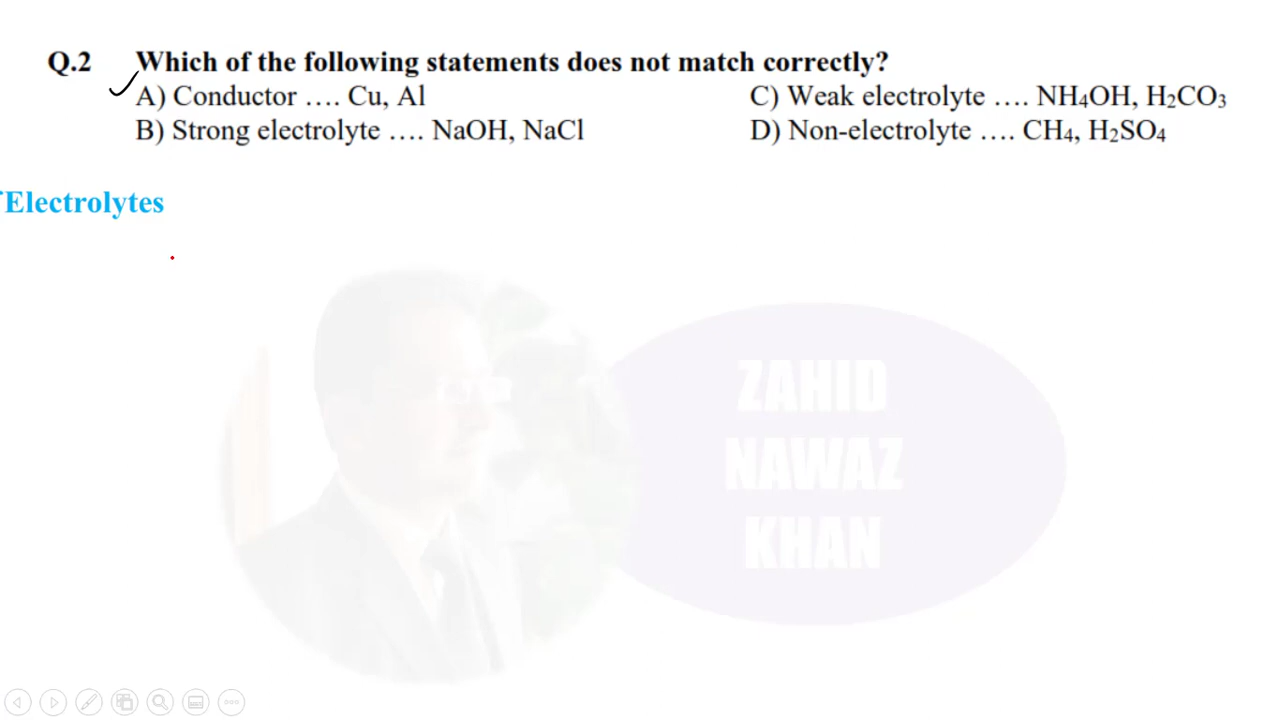 Q.2 Which of the following statements does not match correctly?
A) Conductor …. Cu, Al C) Weak electrolyte …. NH₄OH, H₂CO₃
B) Strong electrolyte …. NaOH, NaCl D) Non-electrolyte …. CH₄, H₂SO₄
Electrolytes
ZAHID
NAWAZ
KHAN